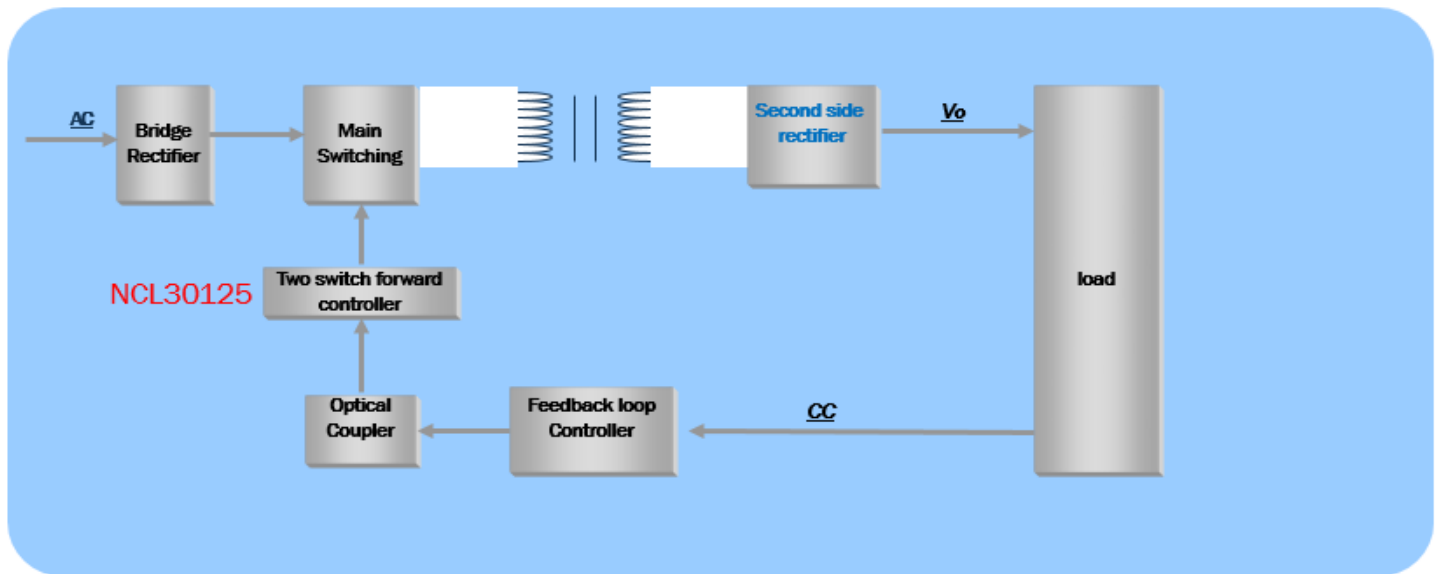 AC
Bridge
Rectifier
Main
Switching
Second side
rectifier
Vo
load
NCL30125
Two switch forward
controller
Optical
Coupler
Feedback loop
Controller
CC